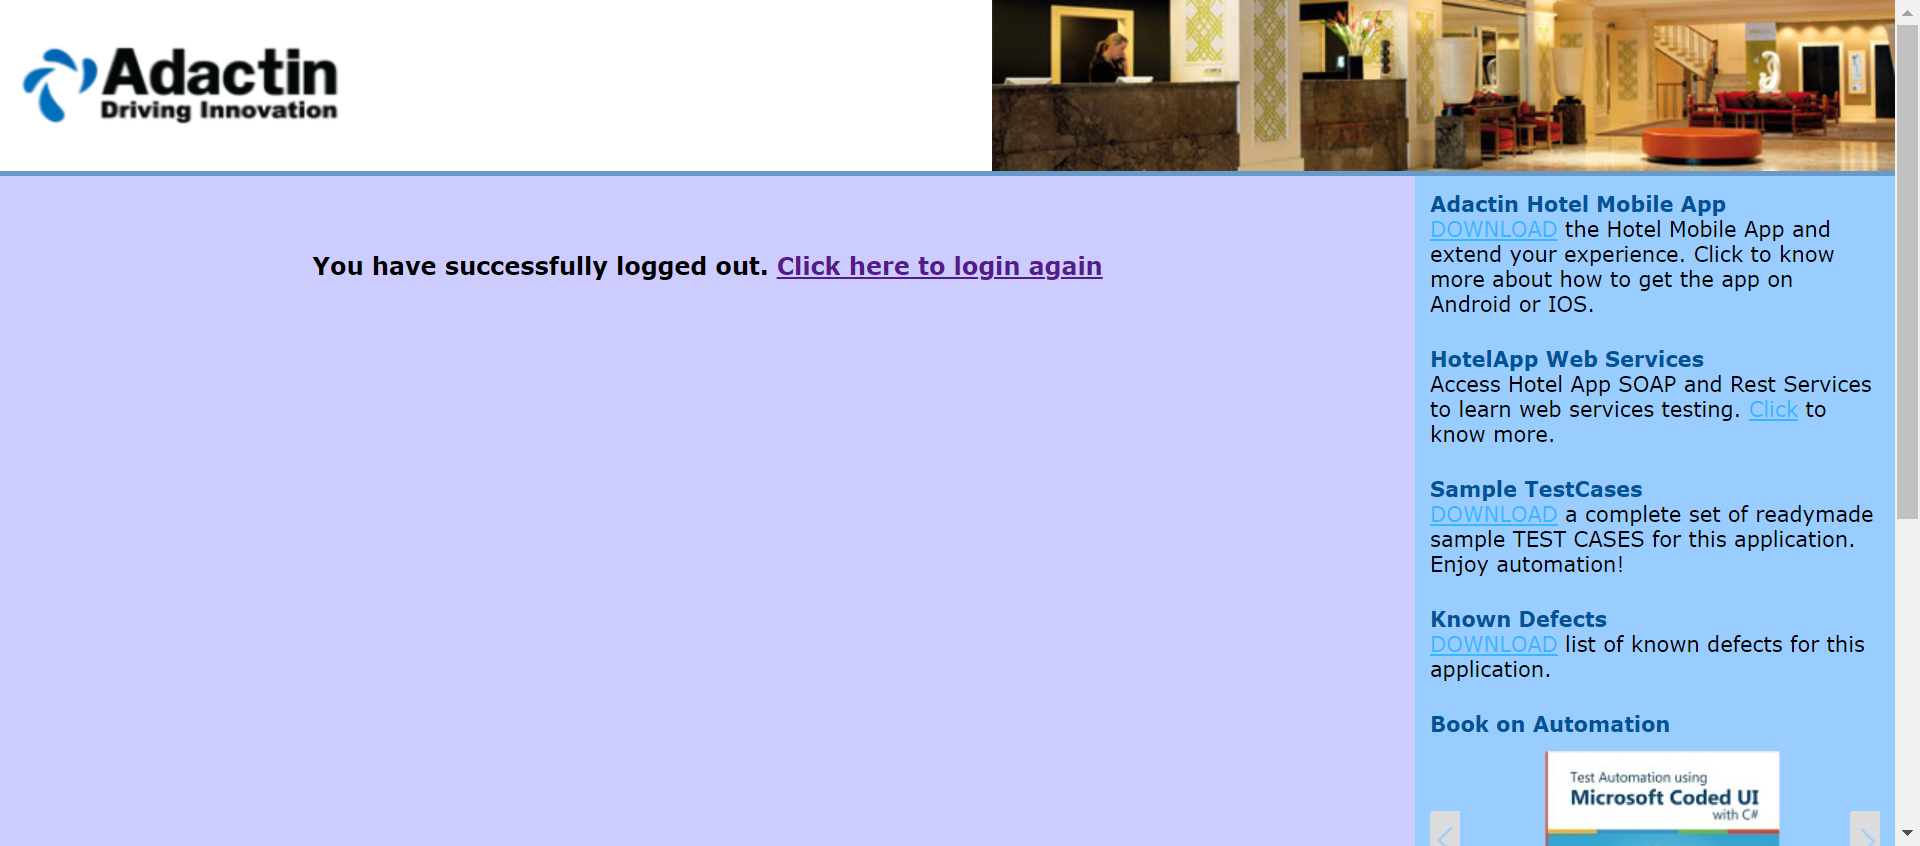 Adactin
Driving Innovation
You have successfully logged out. Click here to login again
Adactin Hotel Mobile App
DOWNLOAD the Hotel Mobile App and
extend your experience. Click to know
more about how to get the app on
Android or IOS.
HotelApp Web Services
Access Hotel App SOAP and Rest Services
to learn web services testing. Click to
know more.
Sample TestCases
DOWNLOAD a complete set of readymade
sample TEST CASES for this application.
Enjoy automation!
Known Defects
DOWNLOAD list of known defects for this
application.
Book on Automation
Test Automation using
Microsoft Coded UI
with C#